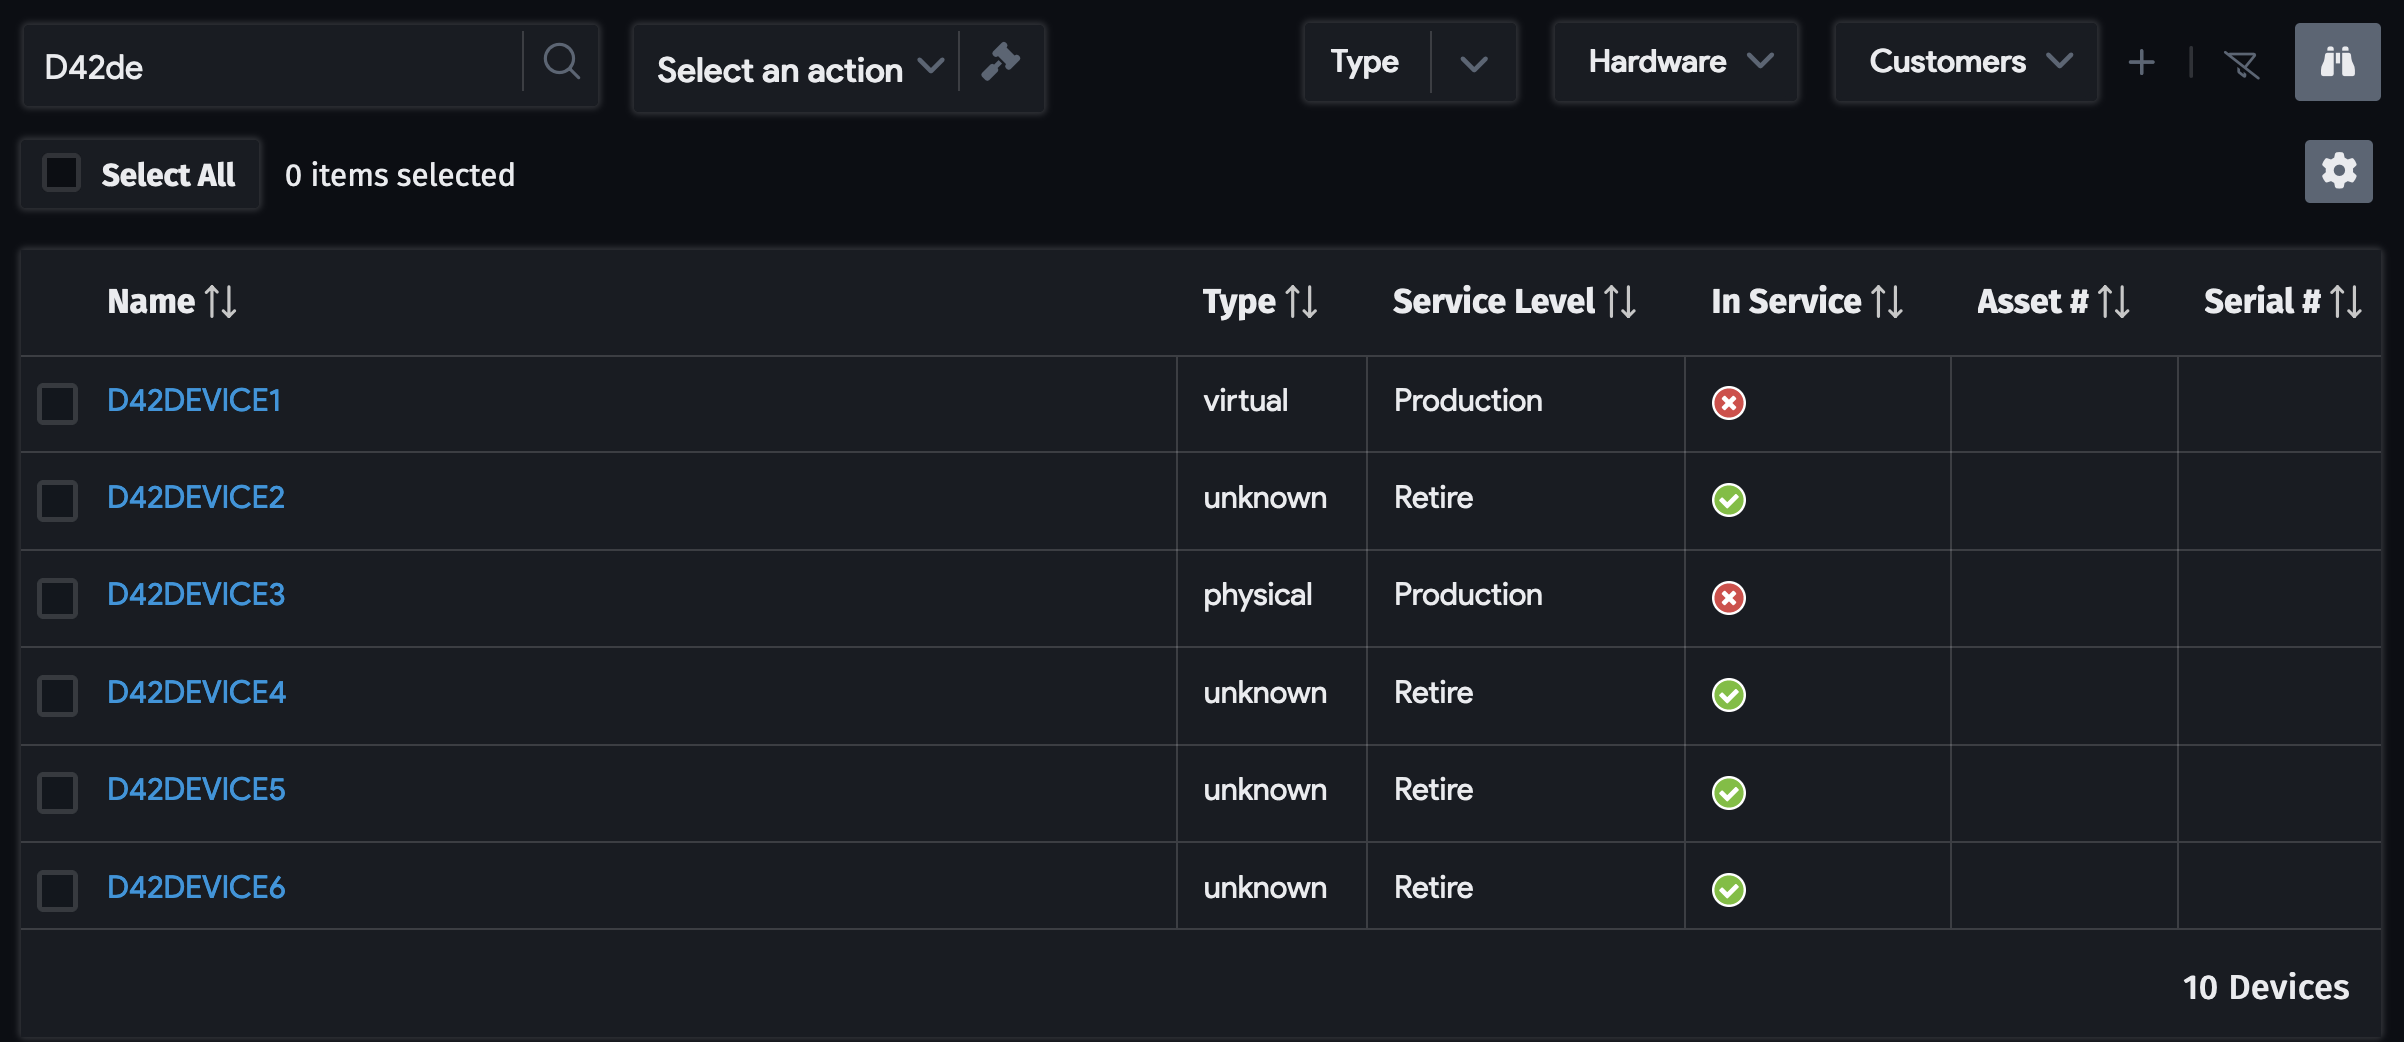 D42de
Select an action
Type
Hardware
Customers
Select All
0 items selected
Name Type Service Level In Service Asset # Serial #
D42DEVICE1 virtual Production
D42DEVICE2 unknown Retire
D42DEVICE3 physical Production
D42DEVICE4 unknown Retire
D42DEVICE5 unknown Retire
D42DEVICE6 unknown Retire
10 Devices